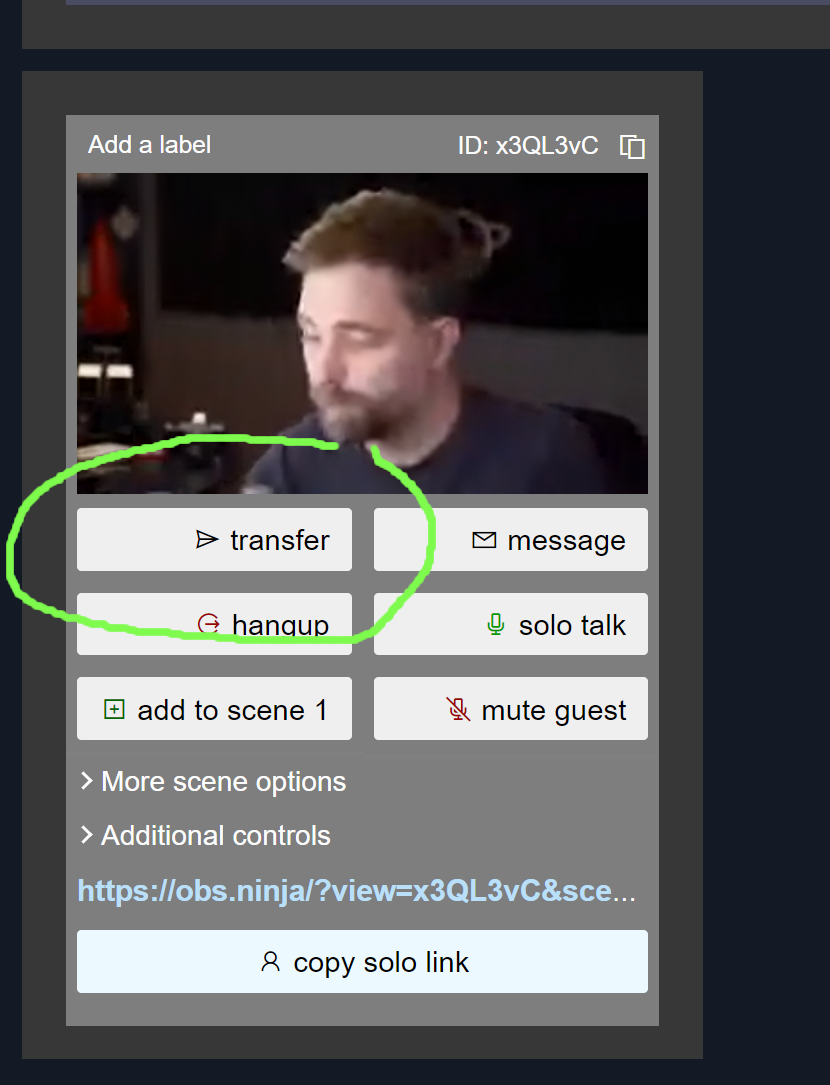 Add a label ID: x3QL3vC
transfer message
hangup solo talk
add to scene 1 mute guest
More scene options
Additional controls
https://obs.ninja/?view=x3QL3vC&sce...
copy solo link